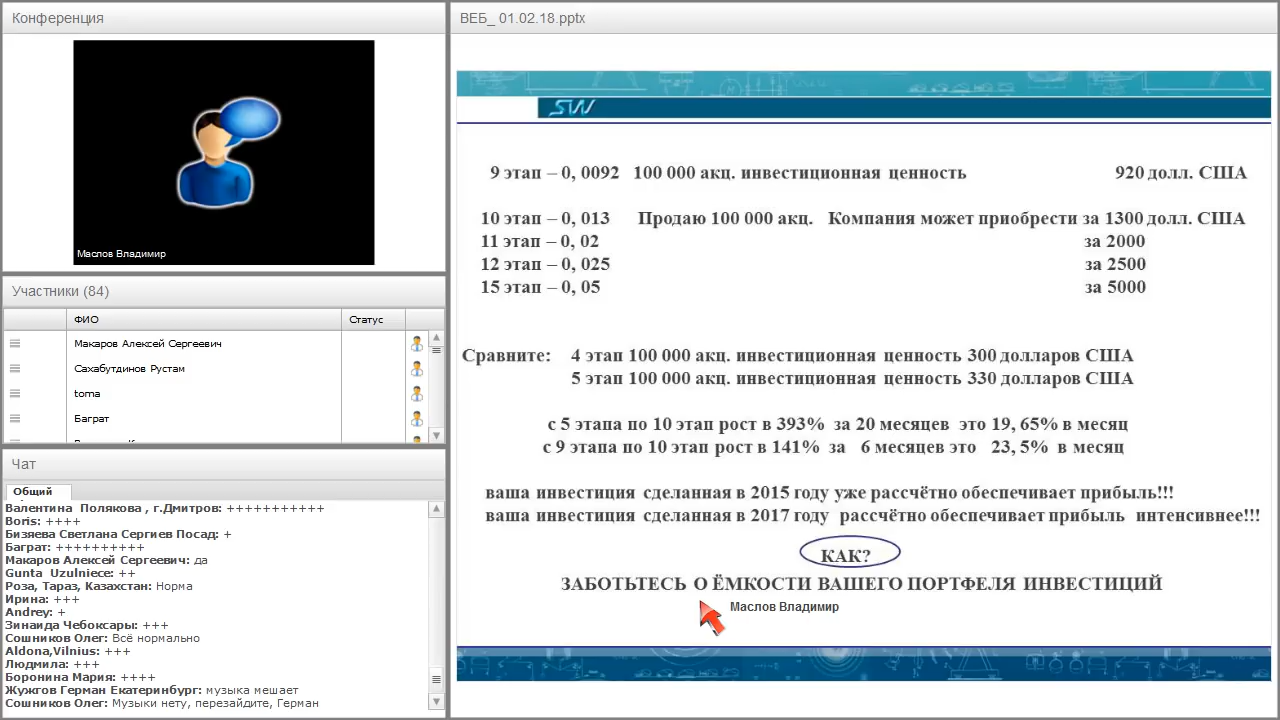 Конференция
Маслов Владимир
Участники (84)
ФИО Статус
Макаров Алексей Сергеевич
Сахабутдинов Рустам
toma
Баграт
Чат
Общий
Валентина Полякова , г.Дмитров: +++++++++++
Boris: ++++
Бизяева Светлана Сергиев Посад: +
Баграт: ++++++++++
Макаров Алексей Сергеевич: да
Gunta Uzulniece: ++
Роза, Тараз, Казахстан: Норма
Ирина: +++
Andrey: +
Зинаида Чебоксары: +++
Сошников Олег: Всё нормально
Aldona,Vilnius: +++
Людмила: +++
Боронина Мария: ++++
Жужгов Герман Екатеринбург: музыка мешает
Сошников Олег: Музыки нету, перезайдите, Герман
ВЕБ_ 01.02.18.pptx
SW
9 этап – 0, 0092 100 000 акц. инвестиционная ценность 920 долл. США
10 этап – 0, 013 Продаю 100 000 акц. Компания может приобрести за 1300 долл. США
11 этап – 0, 02 за 2000
12 этап – 0, 025 за 2500
15 этап – 0, 05 за 5000
Сравните: 4 этап 100 000 акц. инвестиционная ценность 300 долларов США
5 этап 100 000 акц. инвестиционная ценность 330 долларов США
с 5 этапа по 10 этап рост в 393% за 20 месяцев это 19, 65% в месяц
с 9 этапа по 10 этап рост в 141% за 6 месяцев это 23, 5% в месяц
ваша инвестиция сделанная в 2015 году уже рассчётно обеспечивает прибыль!!!
ваша инвестиция сделанная в 2017 году рассчётно обеспечивает прибыль интенсивнее!!!
КАК?
ЗАБОТЬТЕСЬ О ЁМКОСТИ ВАШЕГО ПОРТФЕЛЯ ИНВЕСТИЦИЙ
Маслов Владимир